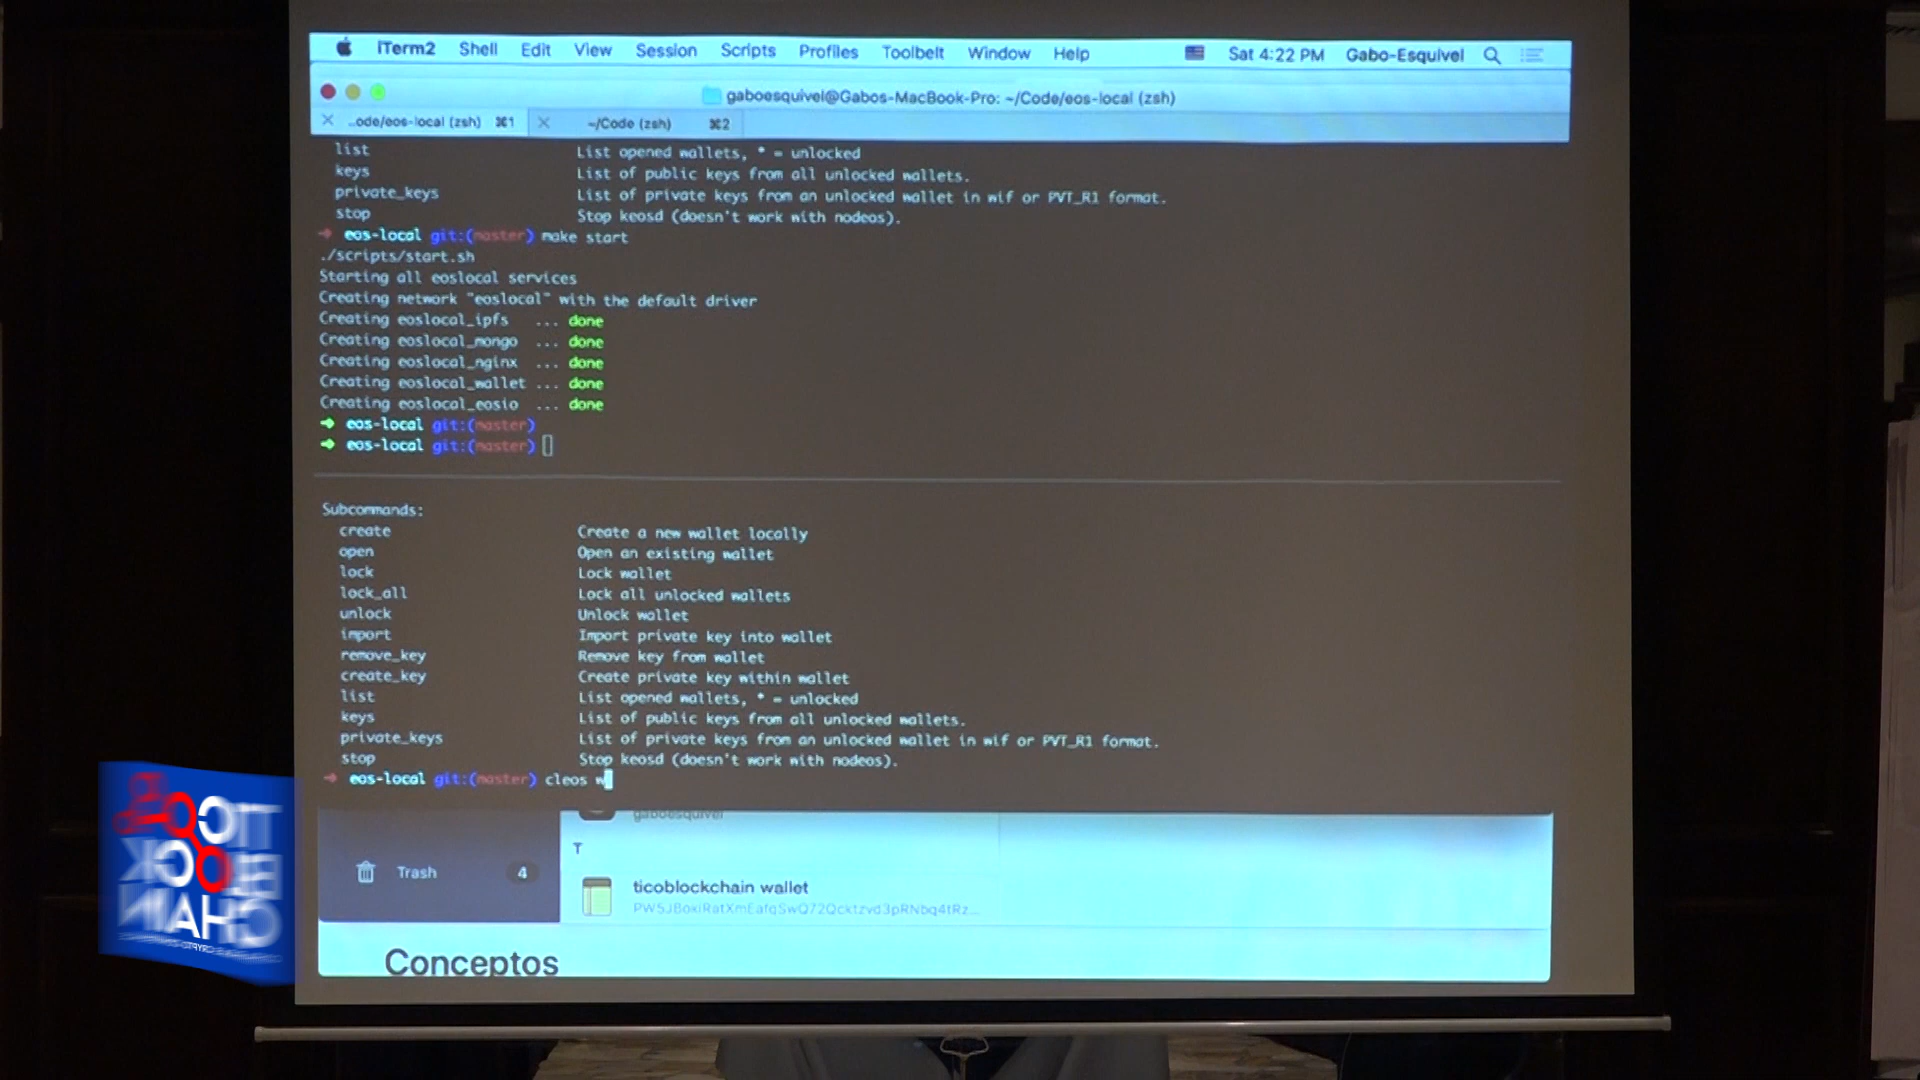 iTerm2 Shell Edit View Session Scripts Profiles Toolbelt Window Help Sat 4:22 PM Gabo-Esquivel
gaboesquivel@Gabos-MacBook-Pro: ~/Code/eos-local (zsh)
..ode/eos-local (zsh) ⌘1 ~/Code (zsh) ⌘2
list List opened wallets, * = unlocked
keys List of public keys from all unlocked wallets.
private_keys List of private keys from an unlocked wallet in wif or PVT_R1 format.
stop Stop keosd (doesn't work with nodeos).
➜ eos-local git:(master) make start
./scripts/start.sh
Starting all eoslocal services
Creating network "eoslocal" with the default driver
Creating eoslocal_ipfs ... done
Creating eoslocal_mongo ... done
Creating eoslocal_nginx ... done
Creating eoslocal_wallet ... done
Creating eoslocal_eosio ... done
➜ eos-local git:(master)
➜ eos-local git:(master)
Subcommands:
create Create a new wallet locally
open Open an existing wallet
lock Lock wallet
lock_all Lock all unlocked wallets
unlock Unlock wallet
import Import private key into wallet
remove_key Remove key from wallet
create_key Create private key within wallet
list List opened wallets, * = unlocked
keys List of public keys from all unlocked wallets.
private_keys List of private keys from an unlocked wallet in wif or PVT_R1 format.
stop Stop keosd (doesn't work with nodeos).
➜ eos-local git:(master) cleos w
gaboesquivel
Trash 4
T
ticoblockchain wallet
Conceptos
TICO
BLOCK
CHAIN